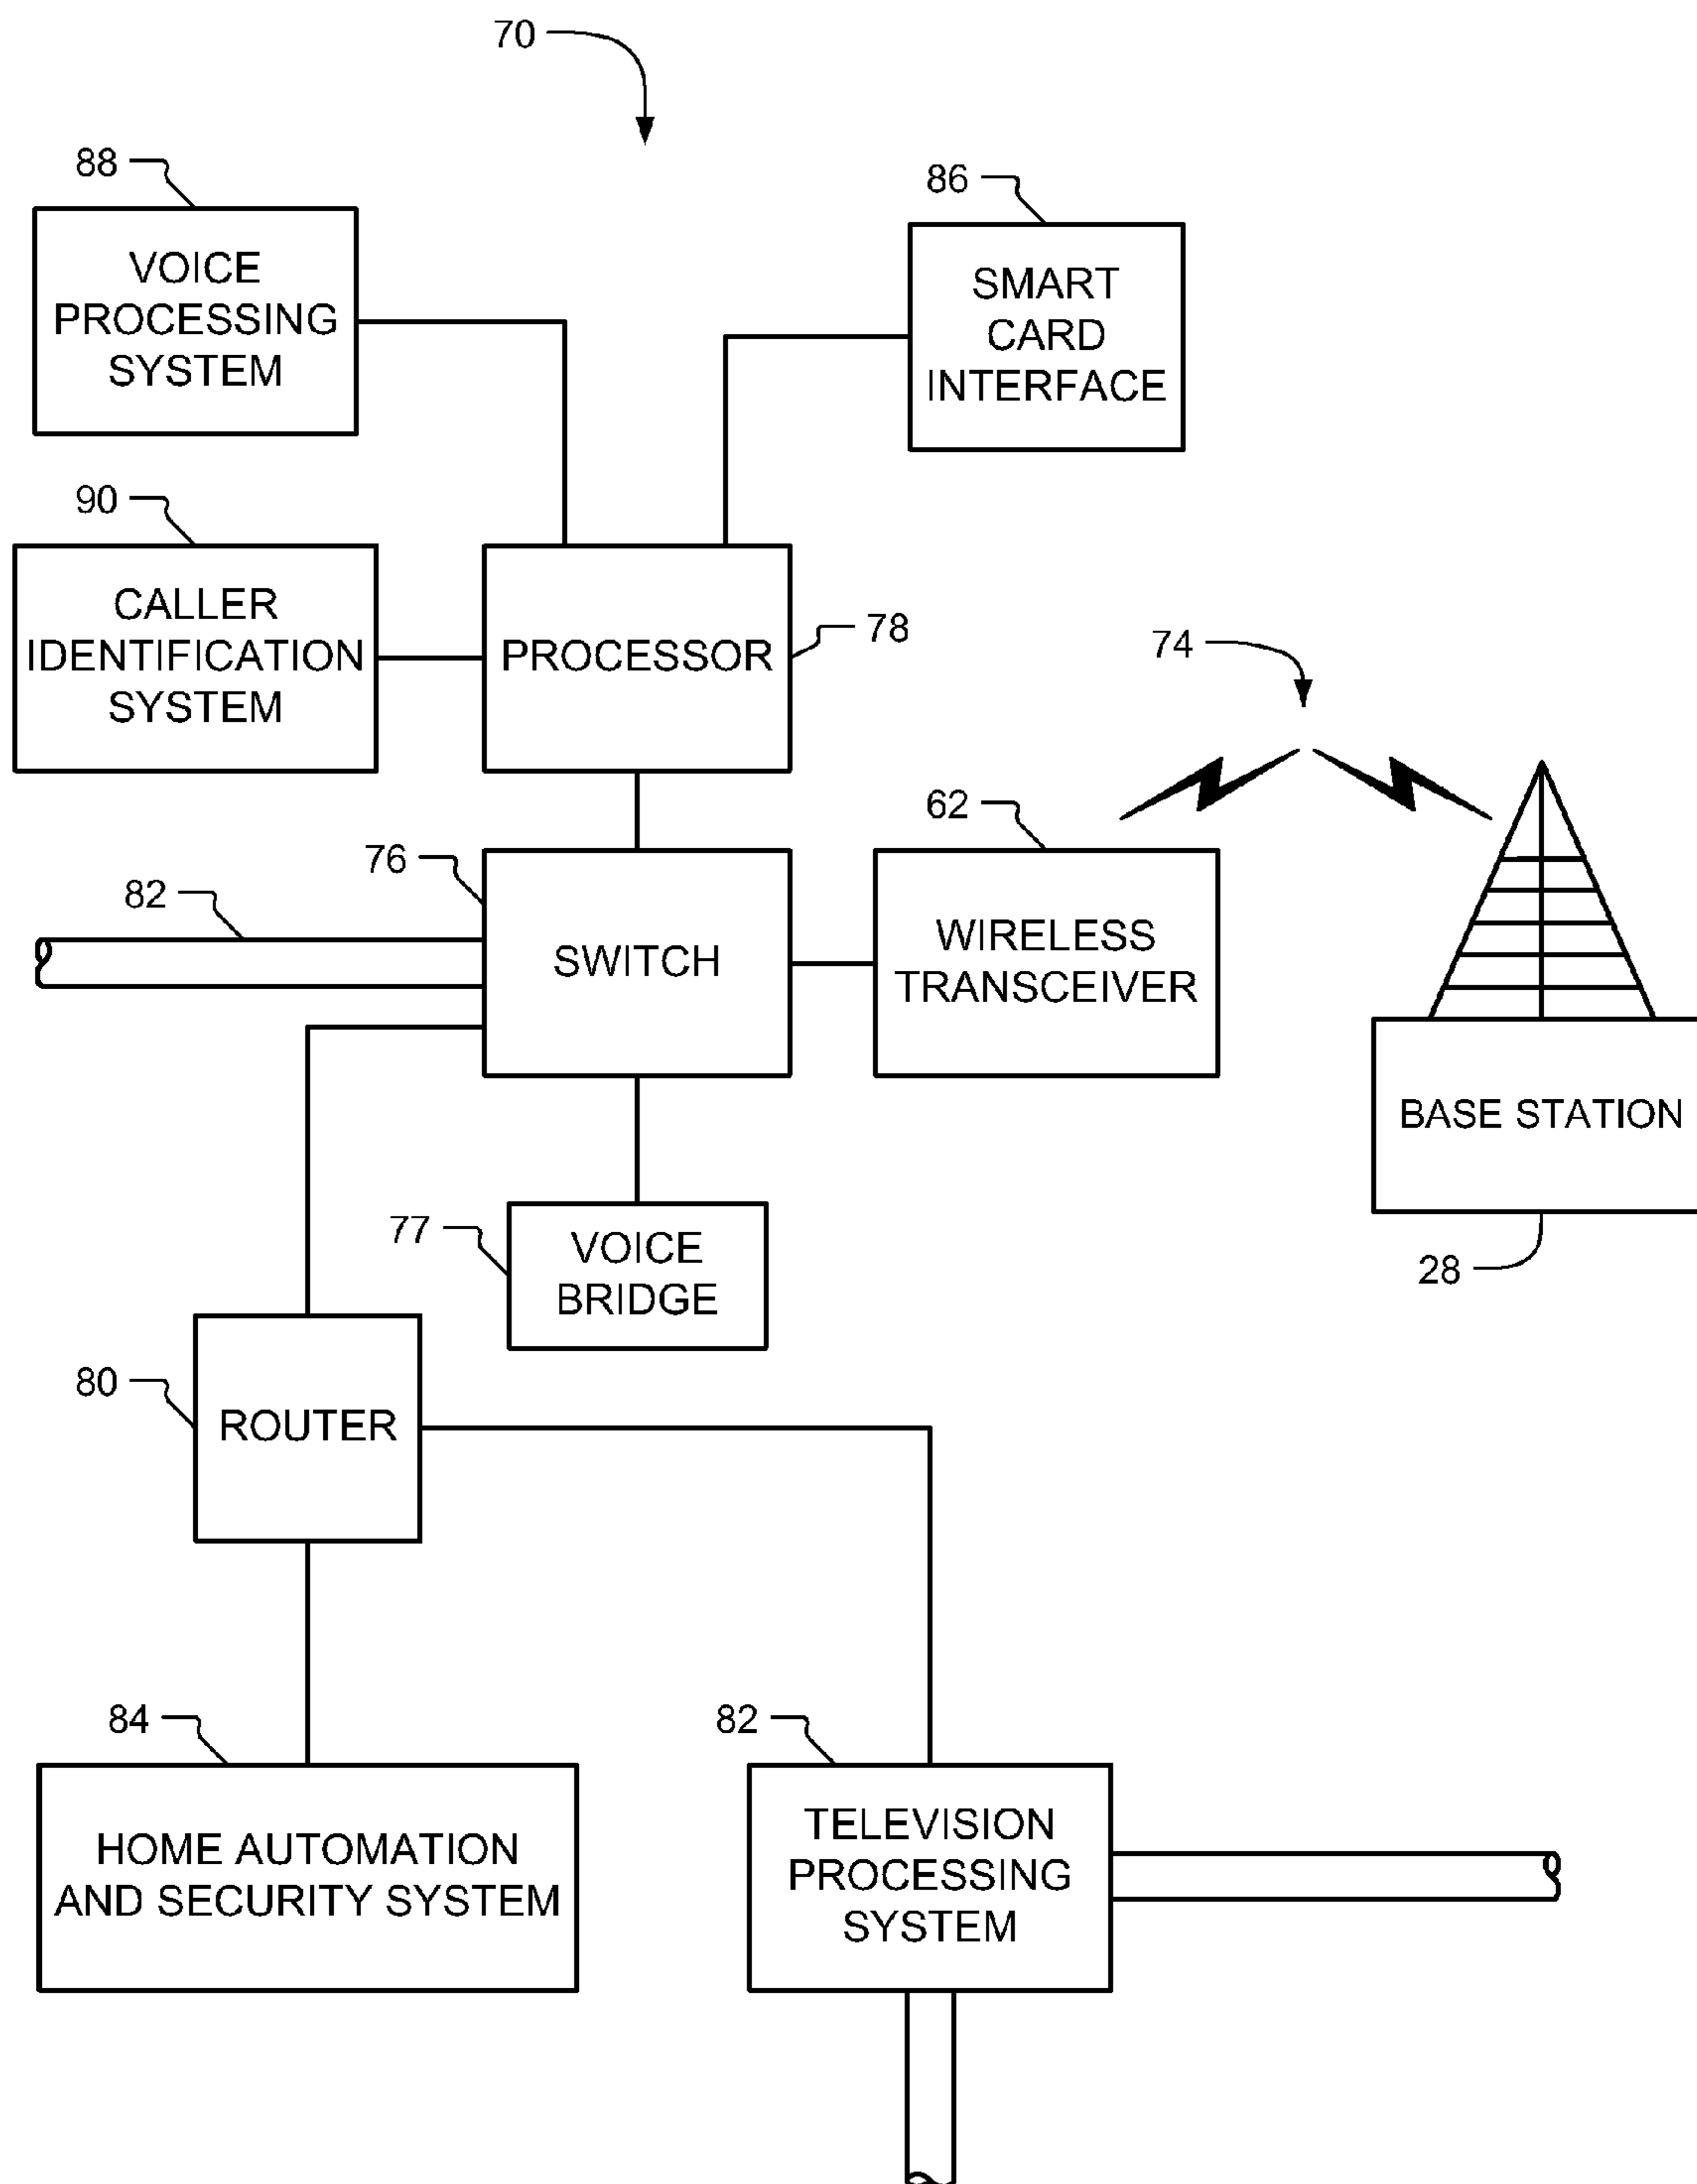 70
88
86
VOICE
PROCESSING
SYSTEM
SMART
CARD
INTERFACE
90
CALLER
IDENTIFICATION
SYSTEM
PROCESSOR
78
74
76
62
82
SWITCH
WIRELESS
TRANSCEIVER
BASE STATION
28
77
VOICE
BRIDGE
80
ROUTER
84
82
HOME AUTOMATION
AND SECURITY SYSTEM
TELEVISION
PROCESSING
SYSTEM